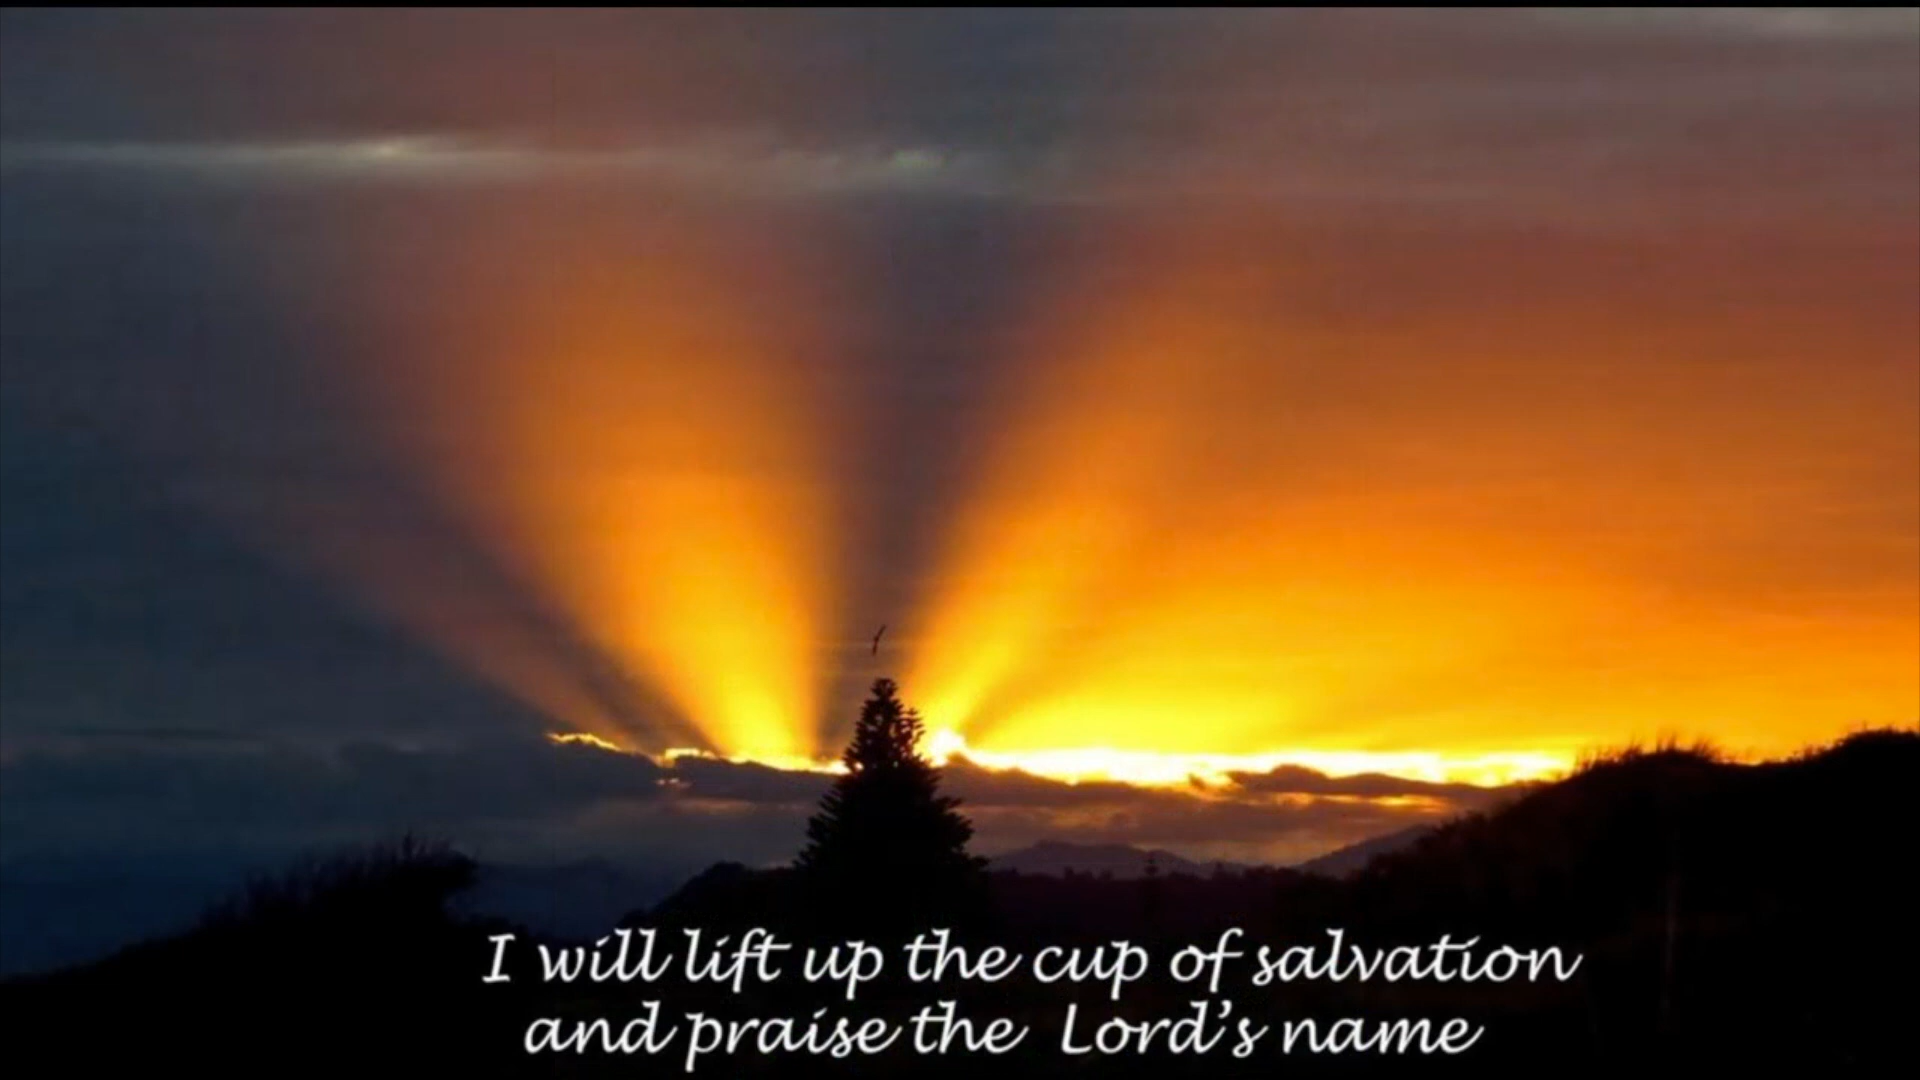 I will lift up the cup of salvation
and praise the Lord's name